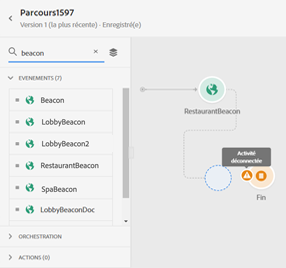 Parcours1597
Version 1 (la plus récente) - Enregistré(e)
beacon
EVENEMENTS (7)
Beacon
LobbyBeacon
LobbyBeacon2
RestaurantBeacon
SpaBeacon
LobbyBeaconDoc
ORCHESTRATION
ACTIONS (0)
RestaurantBeacon
Activité
déconnectée
Fin